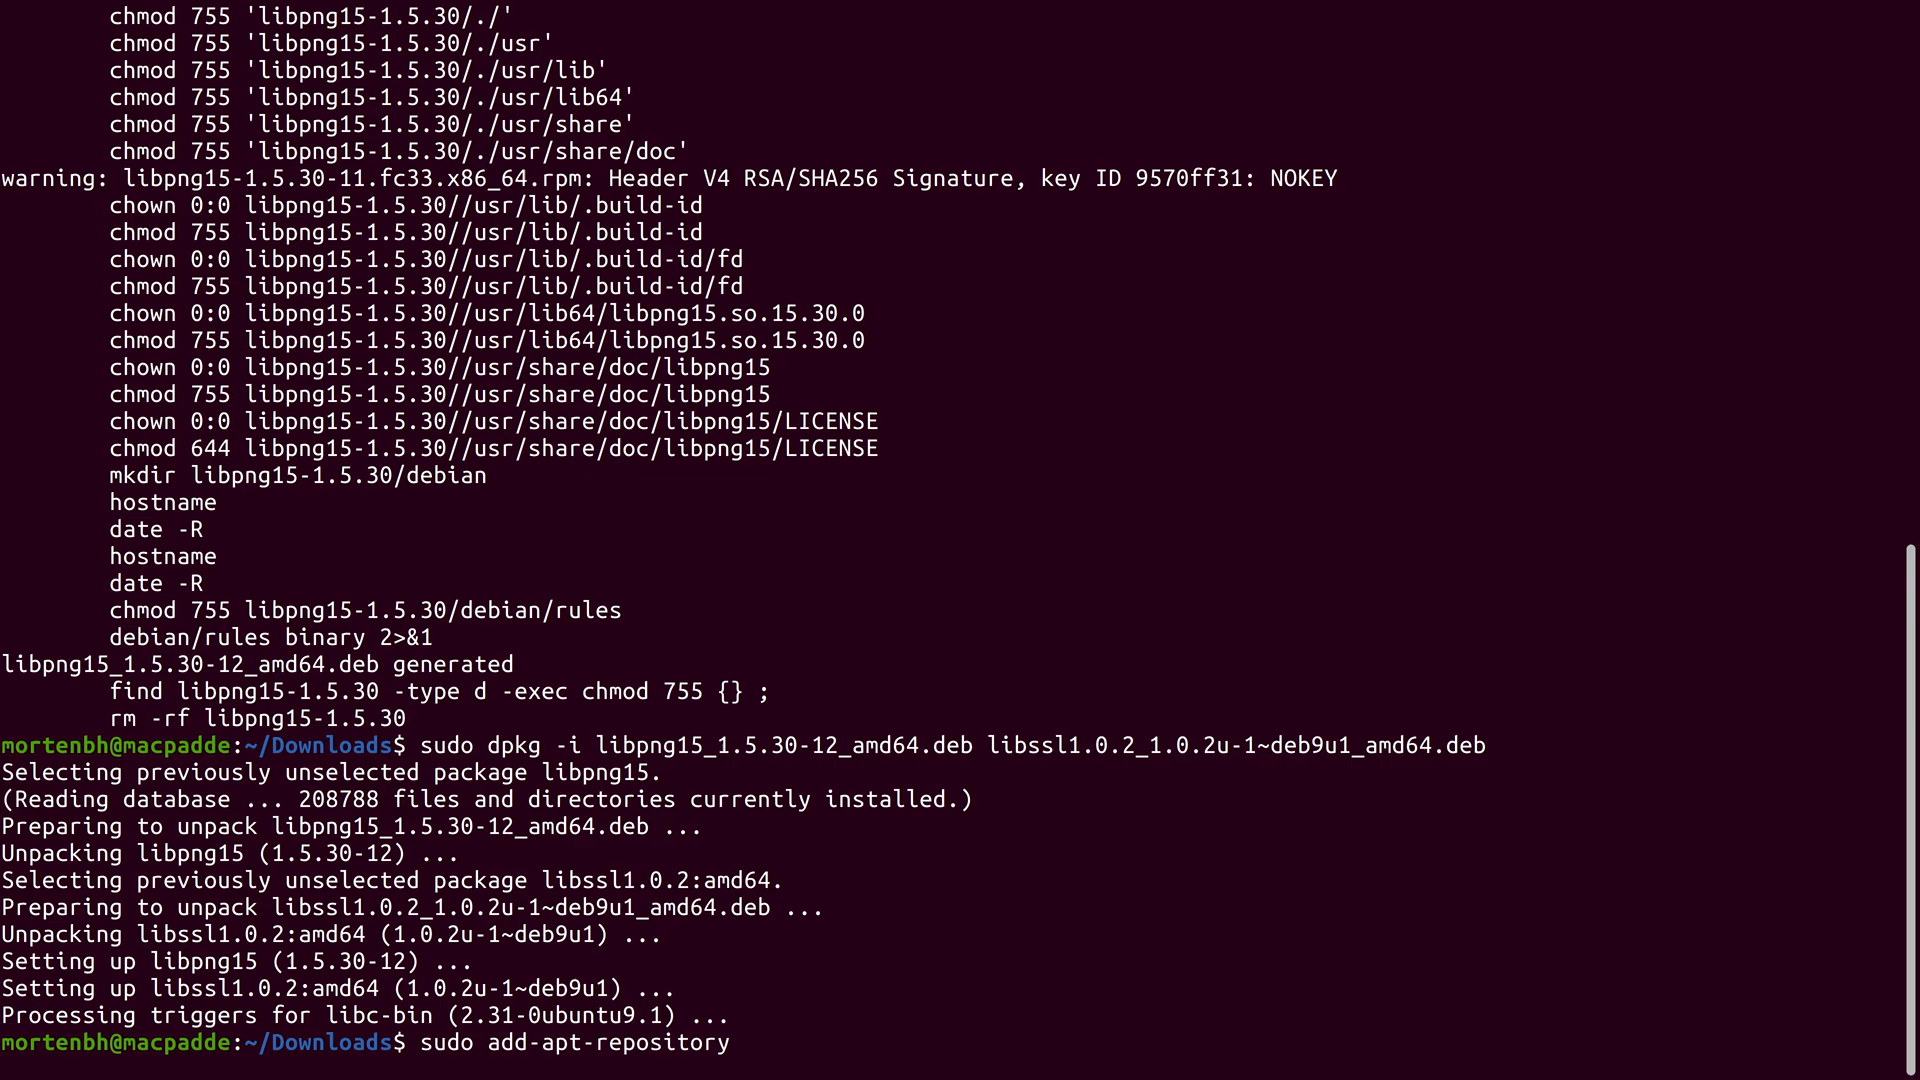 chmod 755 'libpng15-1.5.30/./'
chmod 755 'libpng15-1.5.30/./usr'
chmod 755 'libpng15-1.5.30/./usr/lib'
chmod 755 'libpng15-1.5.30/./usr/lib64'
chmod 755 'libpng15-1.5.30/./usr/share'
chmod 755 'libpng15-1.5.30/./usr/share/doc'
warning: libpng15-1.5.30-11.fc33.x86_64.rpm: Header V4 RSA/SHA256 Signature, key ID 9570ff31: NOKEY
chown 0:0 libpng15-1.5.30//usr/lib/.build-id
chmod 755 libpng15-1.5.30//usr/lib/.build-id
chown 0:0 libpng15-1.5.30//usr/lib/.build-id/fd
chmod 755 libpng15-1.5.30//usr/lib/.build-id/fd
chown 0:0 libpng15-1.5.30//usr/lib64/libpng15.so.15.30.0
chmod 755 libpng15-1.5.30//usr/lib64/libpng15.so.15.30.0
chown 0:0 libpng15-1.5.30//usr/share/doc/libpng15
chmod 755 libpng15-1.5.30//usr/share/doc/libpng15
chown 0:0 libpng15-1.5.30//usr/share/doc/libpng15/LICENSE
chmod 644 libpng15-1.5.30//usr/share/doc/libpng15/LICENSE
mkdir libpng15-1.5.30/debian
hostname
date -R
hostname
date -R
chmod 755 libpng15-1.5.30/debian/rules
debian/rules binary 2>&1
libpng15_1.5.30-12_amd64.deb generated
find libpng15-1.5.30 -type d -exec chmod 755 {} ;
rm -rf libpng15-1.5.30
mortenbh@macpadde:~/Downloads$ sudo dpkg -i libpng15_1.5.30-12_amd64.deb libssl1.0.2_1.0.2u-1~deb9u1_amd64.deb
Selecting previously unselected package libpng15.
(Reading database ... 208788 files and directories currently installed.)
Preparing to unpack libpng15_1.5.30-12_amd64.deb ...
Unpacking libpng15 (1.5.30-12) ...
Selecting previously unselected package libssl1.0.2:amd64.
Preparing to unpack libssl1.0.2_1.0.2u-1~deb9u1_amd64.deb ...
Unpacking libssl1.0.2:amd64 (1.0.2u-1~deb9u1) ...
Setting up libpng15 (1.5.30-12) ...
Setting up libssl1.0.2:amd64 (1.0.2u-1~deb9u1) ...
Processing triggers for libc-bin (2.31-0ubuntu9.1) ...
mortenbh@macpadde:~/Downloads$ sudo add-apt-repository